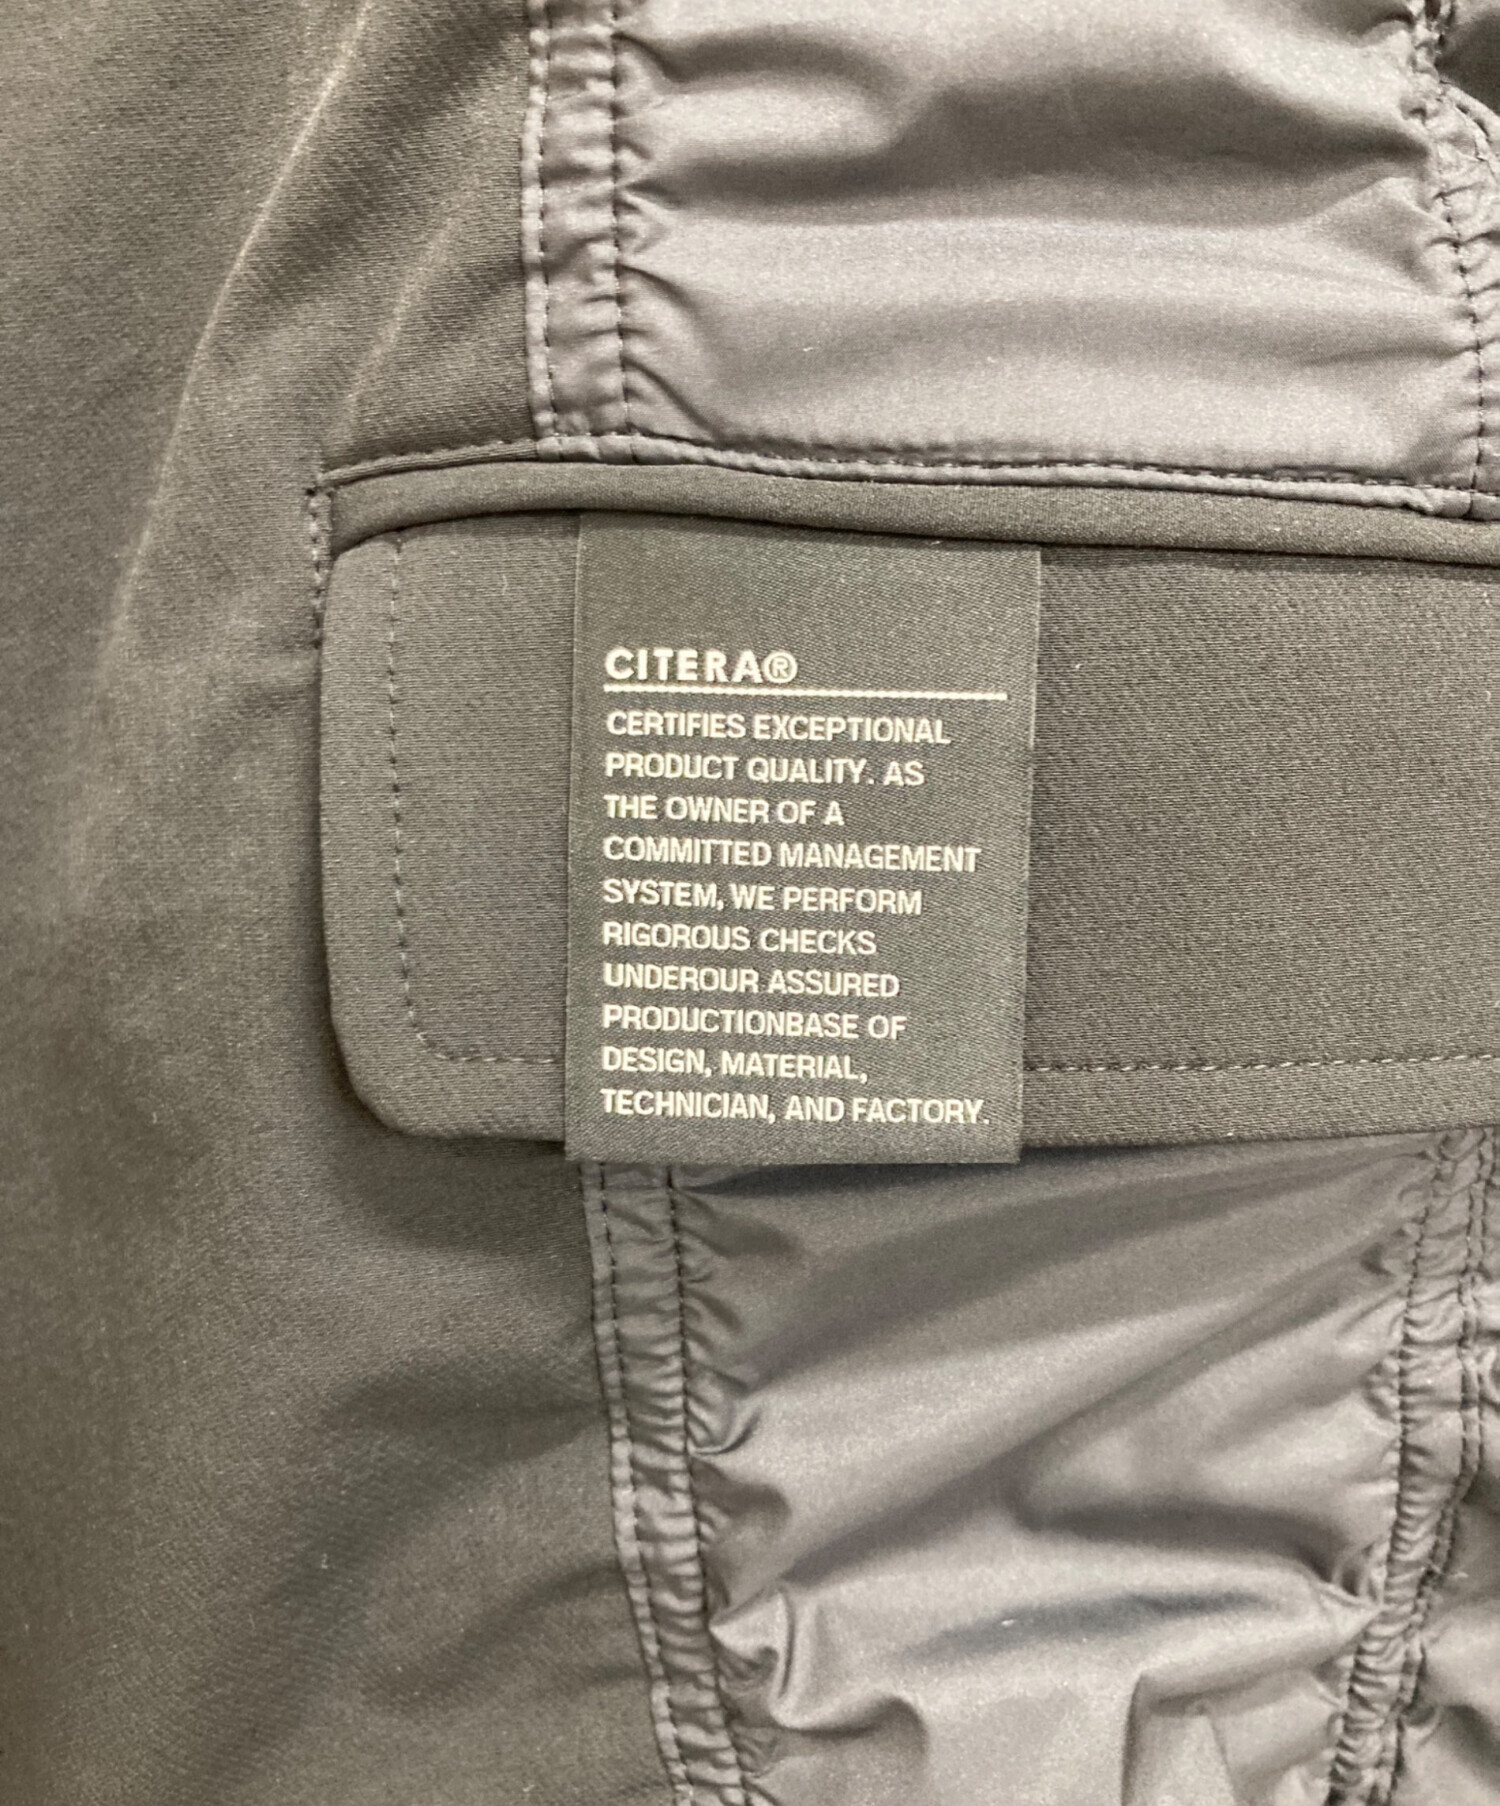 CITERA®
CERTIFIES EXCEPTIONAL
PRODUCT QUALITY. AS
THE OWNER OF A
COMMITTED MANAGEMENT
SYSTEM, WE PERFORM
RIGOROUS CHECKS
UNDEROUR ASSURED
PRODUCTIONBASE OF
DESIGN, MATERIAL,
TECHNICIAN, AND FACTORY.